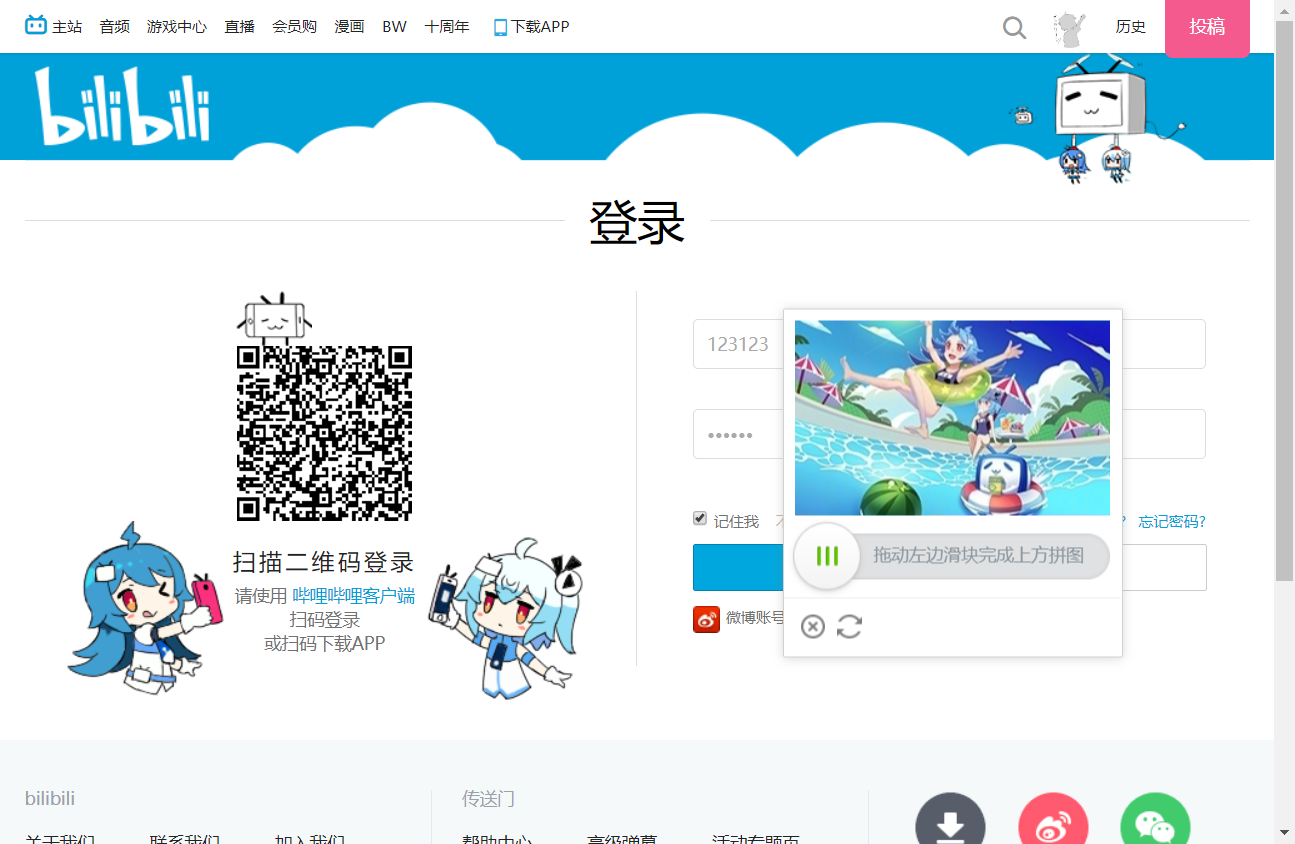 主站 音频 游戏中心 直播 会员购 漫画 BW 十周年 下载APP 历史 投稿
bilibili
登录
123123
••••••
记住我 忘记密码?
拖动左边滑块完成上方拼图
微博账号
扫描二维码登录
请使用 哔哩哔哩客户端
扫码登录
或扫码下载APP
bilibili 传送门
关于我们 联系我们 加入我们 帮助中心 高级弹幕 活动专题页